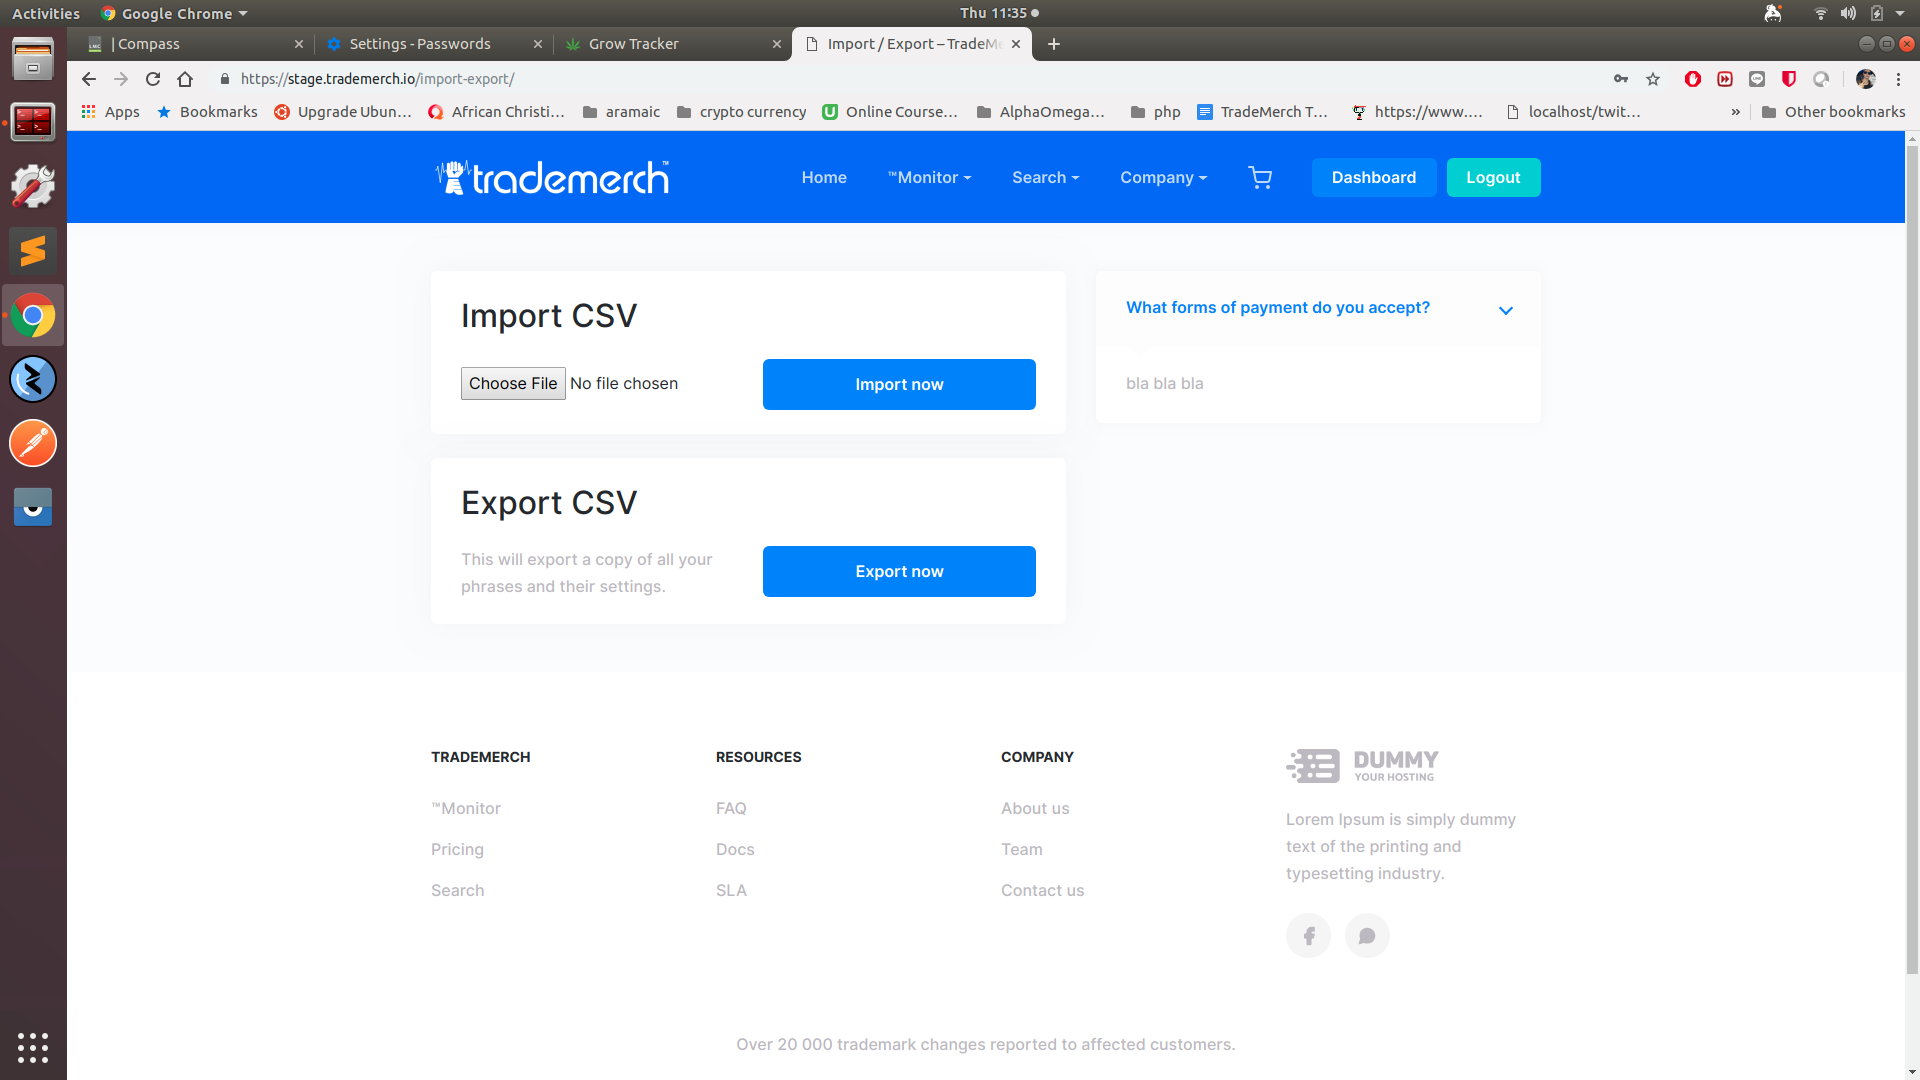 Activities Google Chrome Thu 11:35
| Compass Settings - Passwords Grow Tracker Import / Export – TradeMe
https://stage.trademerch.io/import-export/
Apps Bookmarks Upgrade Ubun... African Christi... aramaic crypto currency Online Course... AlphaOmega... php TradeMerch T... https://www.... localhost/twit... » Other bookmarks
trademerch™ Home ™Monitor Search Company Dashboard Logout
Import CSV
Choose File No file chosen Import now
What forms of payment do you accept?
bla bla bla
Export CSV
This will export a copy of all your
phrases and their settings.
Export now
TRADEMERCH
™Monitor
Pricing
Search
RESOURCES
FAQ
Docs
SLA
COMPANY
About us
Team
Contact us
DUMMY
YOUR HOSTING
Lorem Ipsum is simply dummy
text of the printing and
typesetting industry.
Over 20 000 trademark changes reported to affected customers.